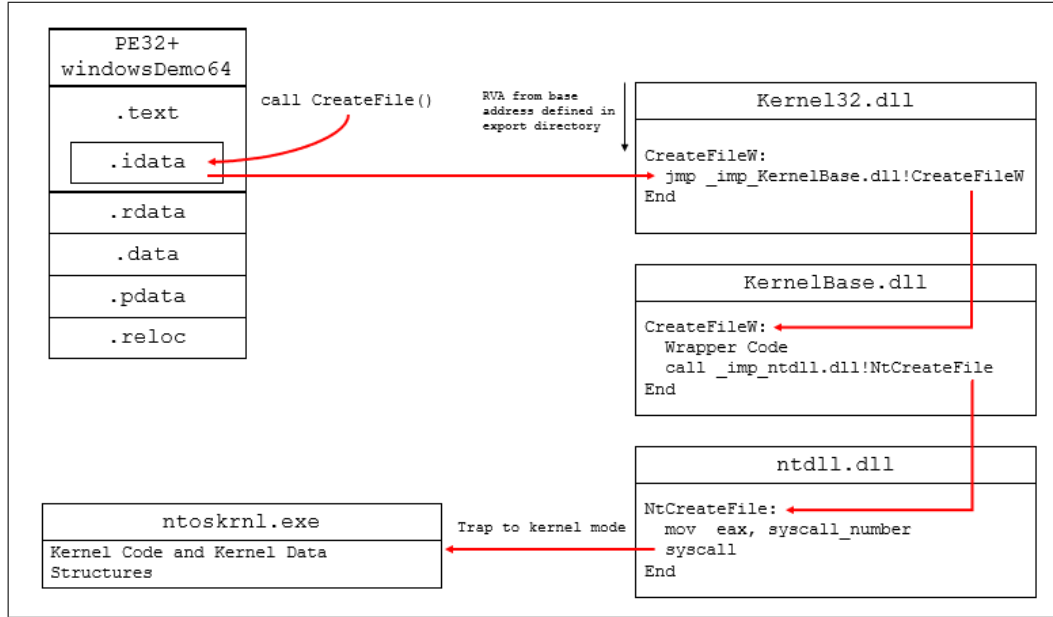 PE32+
windowsDemo64
.text
.idata
.rdata
.data
.pdata
.reloc
call CreateFile()
RVA from base
address defined in
export directory
Kernel32.dll
CreateFileW:
jmp _imp_KernelBase.dll!CreateFileW
End
KernelBase.dll
CreateFileW:
Wrapper Code
call _imp_ntdll.dll!NtCreateFile
End
ntdll.dll
NtCreateFile:
mov eax, syscall_number
syscall
End
Trap to kernel mode
ntoskrnl.exe
Kernel Code and Kernel Data
Structures